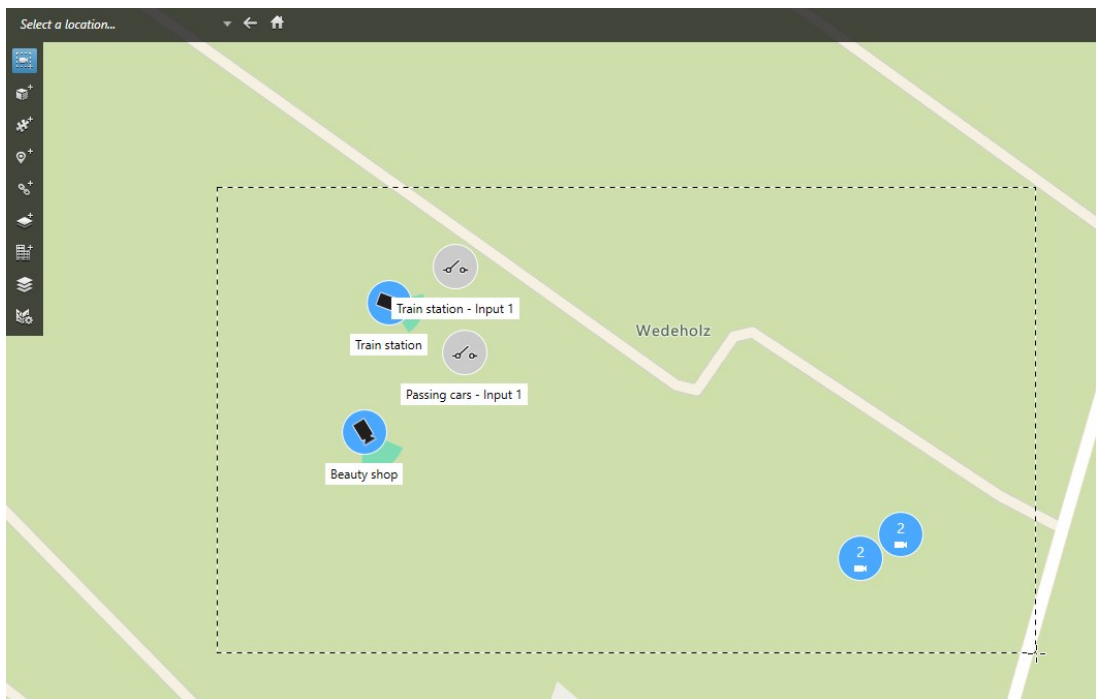 Select a location...
Train station - Input 1
Wedeholz
Train station
Passing cars - Input 1
Beauty shop
2
2